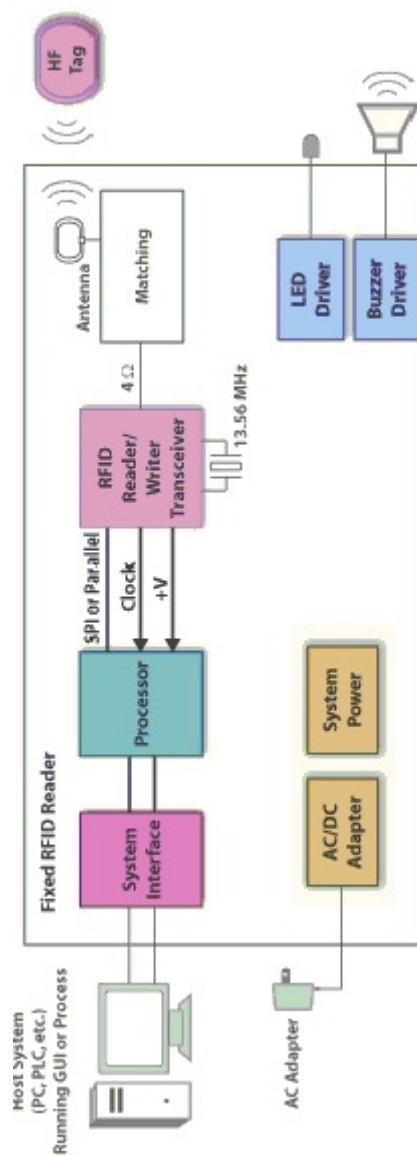 Host System
(PC, PLC, etc.)
Running GUI or Process
Fixed RFID Reader
System
Interface
Processor
SPI or Parallel
Clock
+V
RFID
Reader/
Writer
Transceiver
13.56 MHz
4 Ω
Antenna
Matching
HF
Tag
AC Adapter
AC/DC
Adapter
System
Power
LED
Driver
Buzzer
Driver